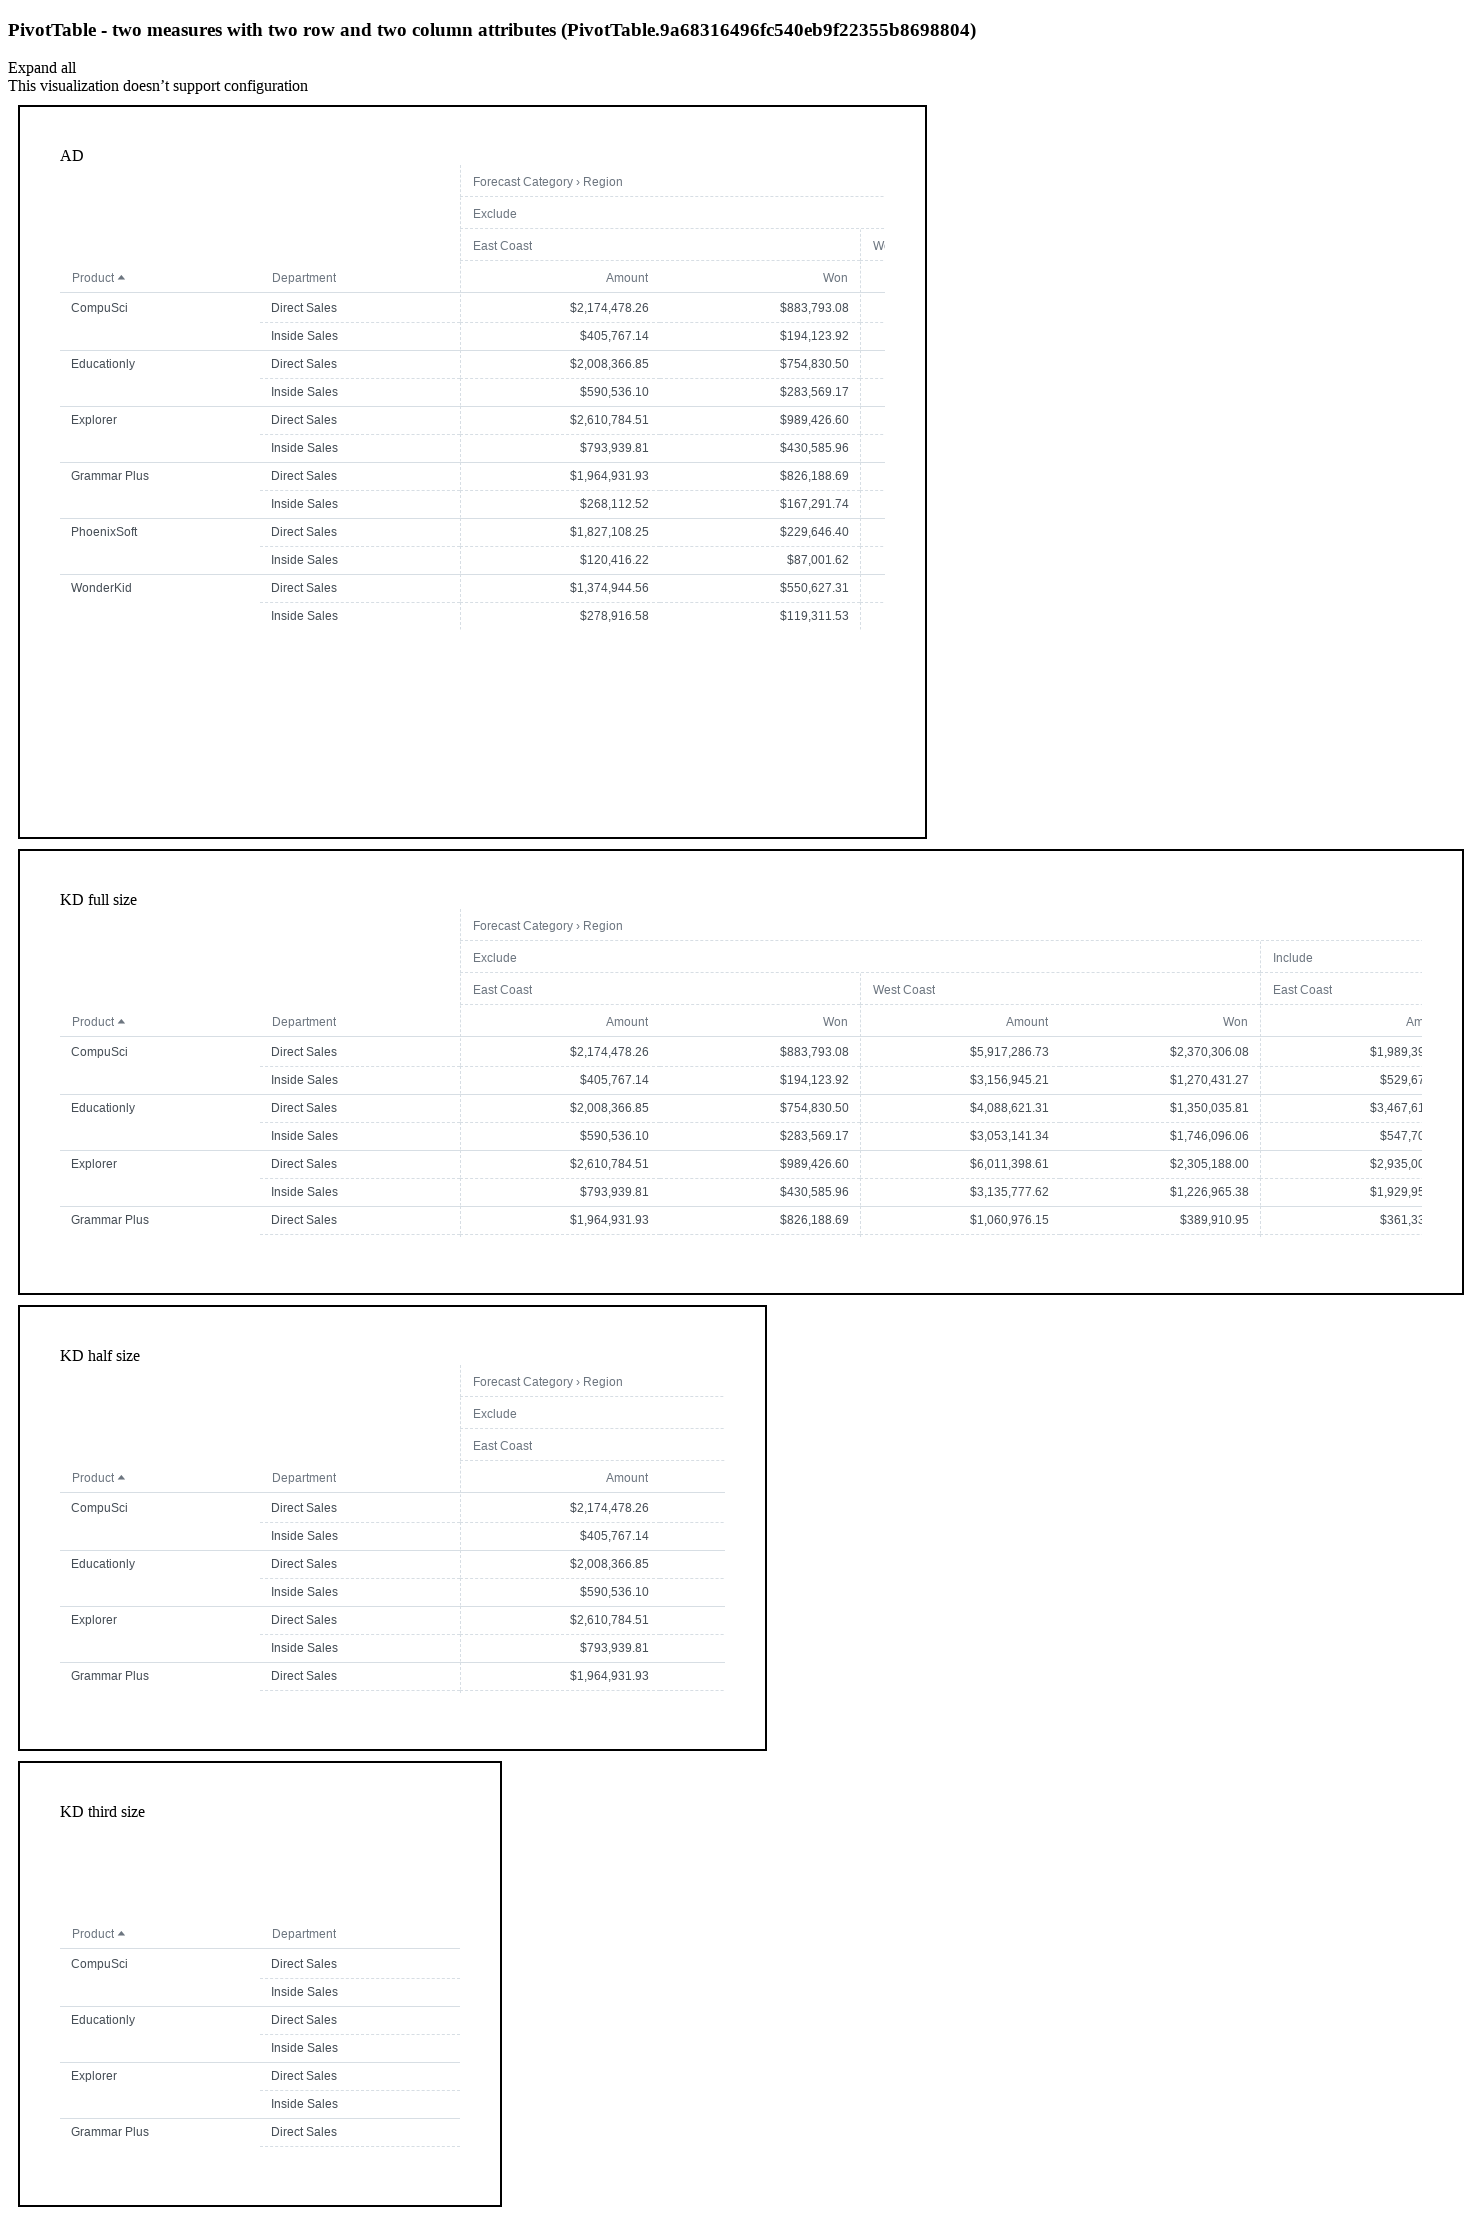 PivotTable - two measures with two row and two column attributes (PivotTable.9a68316496fc540eb9f22355b8698804)
Expand all
This visualization doesn’t support configuration
AD
Forecast Category › Region
Exclude
East Coast
Product Department Amount Won
CompuSci Direct Sales $2,174,478.26 $883,793.08
Inside Sales $405,767.14 $194,123.92
Educationly Direct Sales $2,008,366.85 $754,830.50
Inside Sales $590,536.10 $283,569.17
Explorer Direct Sales $2,610,784.51 $989,426.60
Inside Sales $793,939.81 $430,585.96
Grammar Plus Direct Sales $1,964,931.93 $826,188.69
Inside Sales $268,112.52 $167,291.74
PhoenixSoft Direct Sales $1,827,108.25 $229,646.40
Inside Sales $120,416.22 $87,001.62
WonderKid Direct Sales $1,374,944.56 $550,627.31
Inside Sales $278,916.58 $119,311.53
KD full size
Forecast Category › Region
Exclude Include
East Coast West Coast East Coast
Product Department Amount Won Amount Won Am
CompuSci Direct Sales $2,174,478.26 $883,793.08 $5,917,286.73 $2,370,306.08 $1,989,39
Inside Sales $405,767.14 $194,123.92 $3,156,945.21 $1,270,431.27 $529,67
Educationly Direct Sales $2,008,366.85 $754,830.50 $4,088,621.31 $1,350,035.81 $3,467,61
Inside Sales $590,536.10 $283,569.17 $3,053,141.34 $1,746,096.06 $547,70
Explorer Direct Sales $2,610,784.51 $989,426.60 $6,011,398.61 $2,305,188.00 $2,935,00
Inside Sales $793,939.81 $430,585.96 $3,135,777.62 $1,226,965.38 $1,929,95
Grammar Plus Direct Sales $1,964,931.93 $826,188.69 $1,060,976.15 $389,910.95 $361,33
KD half size
Forecast Category › Region
Exclude
East Coast
Product Department Amount
CompuSci Direct Sales $2,174,478.26
Inside Sales $405,767.14
Educationly Direct Sales $2,008,366.85
Inside Sales $590,536.10
Explorer Direct Sales $2,610,784.51
Inside Sales $793,939.81
Grammar Plus Direct Sales $1,964,931.93
KD third size
Product Department
CompuSci Direct Sales
Inside Sales
Educationly Direct Sales
Inside Sales
Explorer Direct Sales
Inside Sales
Grammar Plus Direct Sales